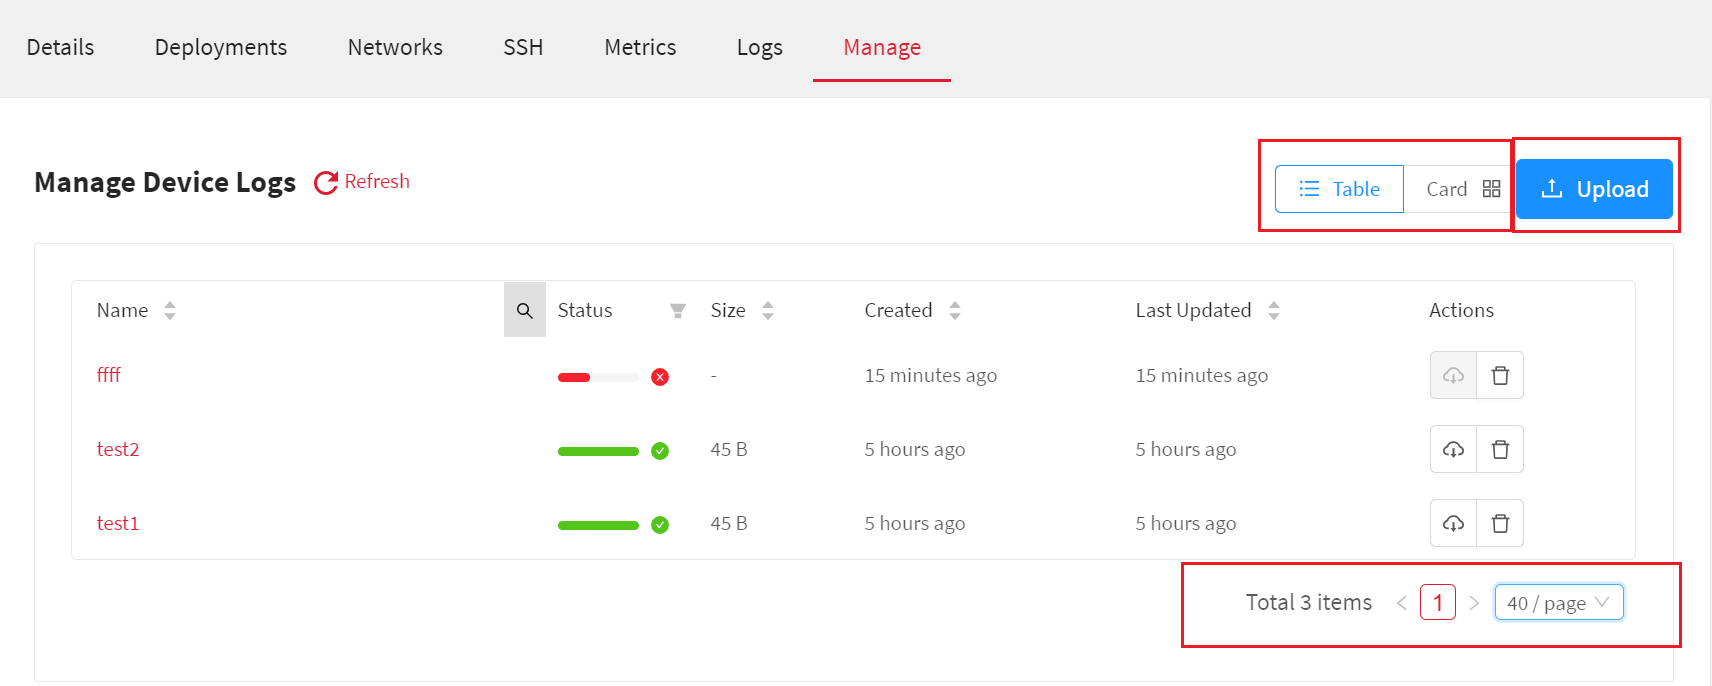 Details Deployments Networks SSH Metrics Logs Manage
Manage Device Logs Refresh Table Card Upload
Name Status Size Created Last Updated Actions
ffff - 15 minutes ago 15 minutes ago
test2 45 B 5 hours ago 5 hours ago
test1 45 B 5 hours ago 5 hours ago
Total 3 items < 1 > 40 / page